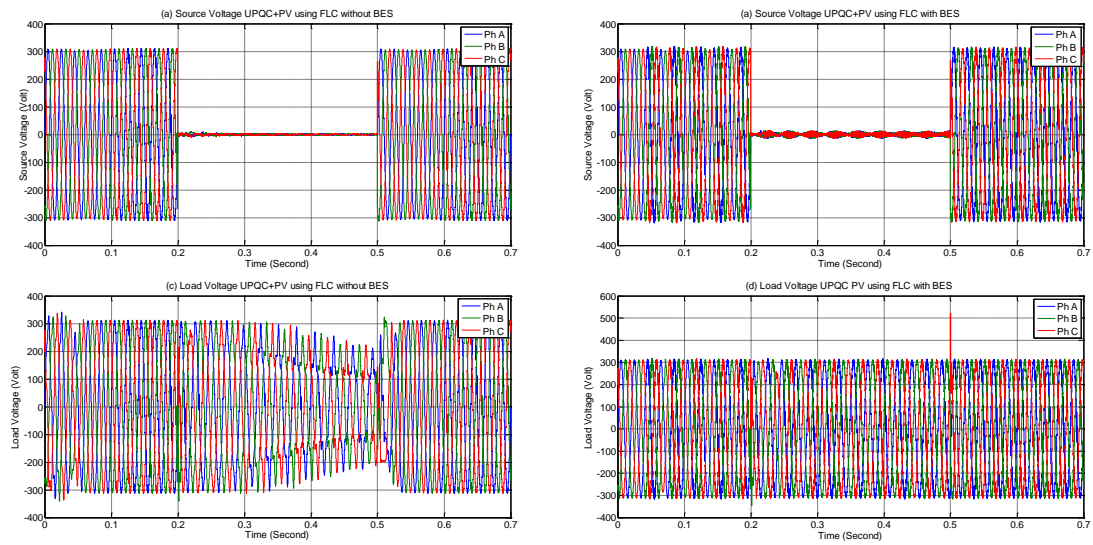 (a) Source Voltage UPQC+PV using FLC without BES
400
300
200
100
0
-100
-200
-300
-400
Source Voltage (Volt)
Ph A
Ph B
Ph C
0 0.1 0.2 0.3 0.4 0.5 0.6 0.7
Time (Second)
(a) Source Voltage UPQC+PV using FLC with BES
400
300
200
100
0
-100
-200
-300
-400
Source Voltage (Volt)
Ph A
Ph B
Ph C
0 0.1 0.2 0.3 0.4 0.5 0.6 0.7
Time (Second)
(c) Load Voltage UPQC+PV using FLC without BES
400
300
200
100
0
-100
-200
-300
-400
Load Voltage (Volt)
Ph A
Ph B
Ph C
0 0.1 0.2 0.3 0.4 0.5 0.6 0.7
Time (Second)
(d) Load Voltage UPQC PV using FLC with BES
600
500
400
300
200
100
0
-100
-200
-300
-400
Load Voltage (Volt)
Ph A
Ph B
Ph C
0 0.1 0.2 0.3 0.4 0.5 0.6 0.7
Time (Second)